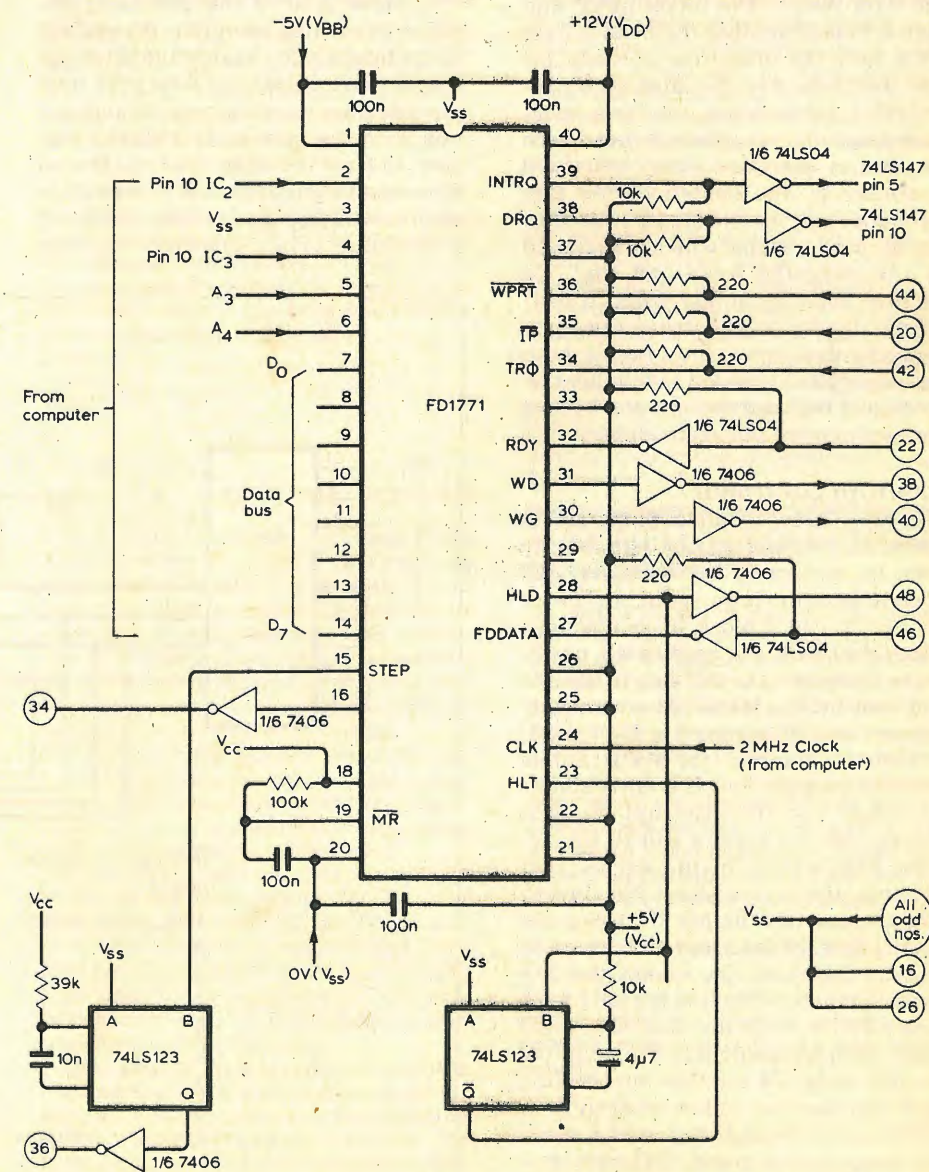 -5V(VBB)
+12V(VDD)
100n
VSS
100n
1
40
2
39
3
38
4
37
5
36
6
35
7
34
8
33
9
32
10
31
11
30
12
29
13
28
14
27
15
26
16
25
24
18
23
19
22
20
21
Pin 10 IC2
Vss
Pin 10 IC3
A3
A4
D0
From
computer
Data
bus
D7
FD1771
STEP
MR
INTRQ
DRQ
WPRT
IP
TRΦ
RDY
WD
WG
HLD
FDDATA
CLK
HLT
10k
1/6 74LS04
74LS147
pin 5
10k
1/6 74LS04
74LS147
pin 10
220
44
220
20
220
42
220
1/6 74LS04
22
1/6 7406
38
1/6 7406
40
220
1/6 7406
48
1/6 74LS04
46
2 MHz Clock
(from computer)
34
1/6 7406
Vcc
100k
100n
100n
0V(Vss)
+5V
(Vcc)
Vss
All
odd
nos.
16
26
Vcc
39k
10n
Vss
A B
74LS123
Q
36
1/6 7406
Vss
A B
74LS123
Q
10k
4µ7